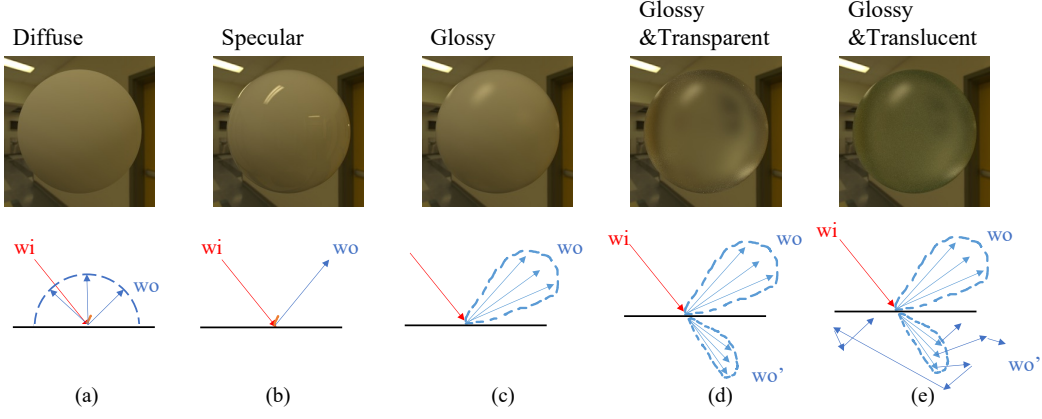 Diffuse
Specular
Glossy
Glossy
&Transparent
Glossy
&Translucent
wi
wo
wi
wo
wo
wi
wo
wo'
wi
wo
wo'
(a)
(b)
(c)
(d)
(e)